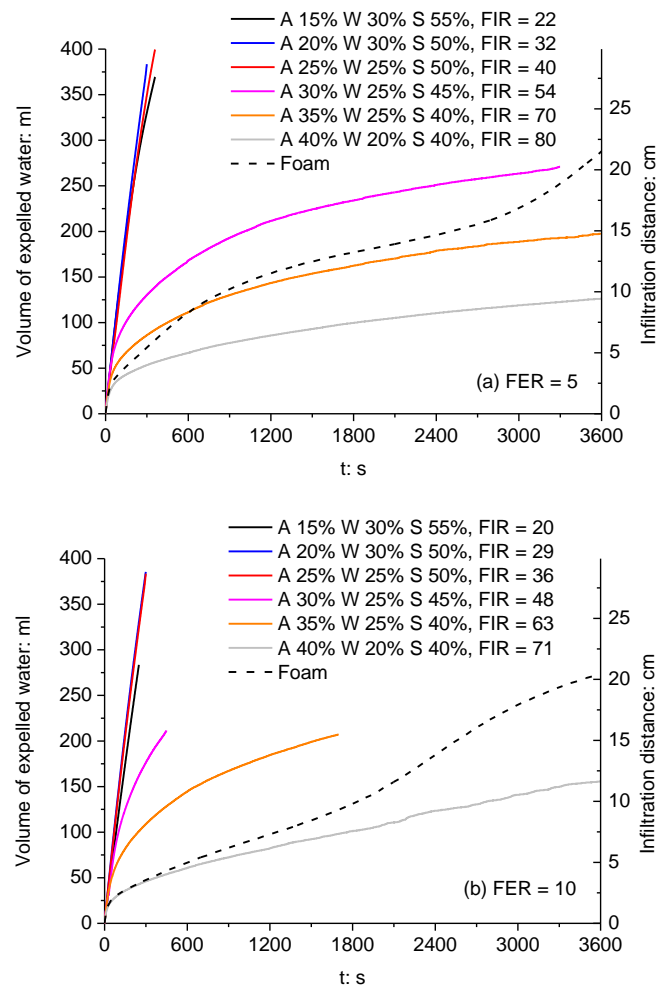 A 15% W 30% S 55%, FIR = 22
A 20% W 30% S 50%, FIR = 32
A 25% W 25% S 50%, FIR = 40
A 30% W 25% S 45%, FIR = 54
A 35% W 25% S 40%, FIR = 70
A 40% W 20% S 40%, FIR = 80
Foam
400
350
300
250
200
150
100
50
0
Volume of expelled water: ml
25
20
15
10
5
0
Infiltration distance: cm
(a) FER = 5
0 600 1200 1800 2400 3000 3600
t: s
A 15% W 30% S 55%, FIR = 20
A 20% W 30% S 50%, FIR = 29
A 25% W 25% S 50%, FIR = 36
A 30% W 25% S 45%, FIR = 48
A 35% W 25% S 40%, FIR = 63
A 40% W 20% S 40%, FIR = 71
Foam
400
350
300
250
200
150
100
50
0
Volume of expelled water: ml
25
20
15
10
5
0
Infiltration distance: cm
(b) FER = 10
0 600 1200 1800 2400 3000 3600
t: s